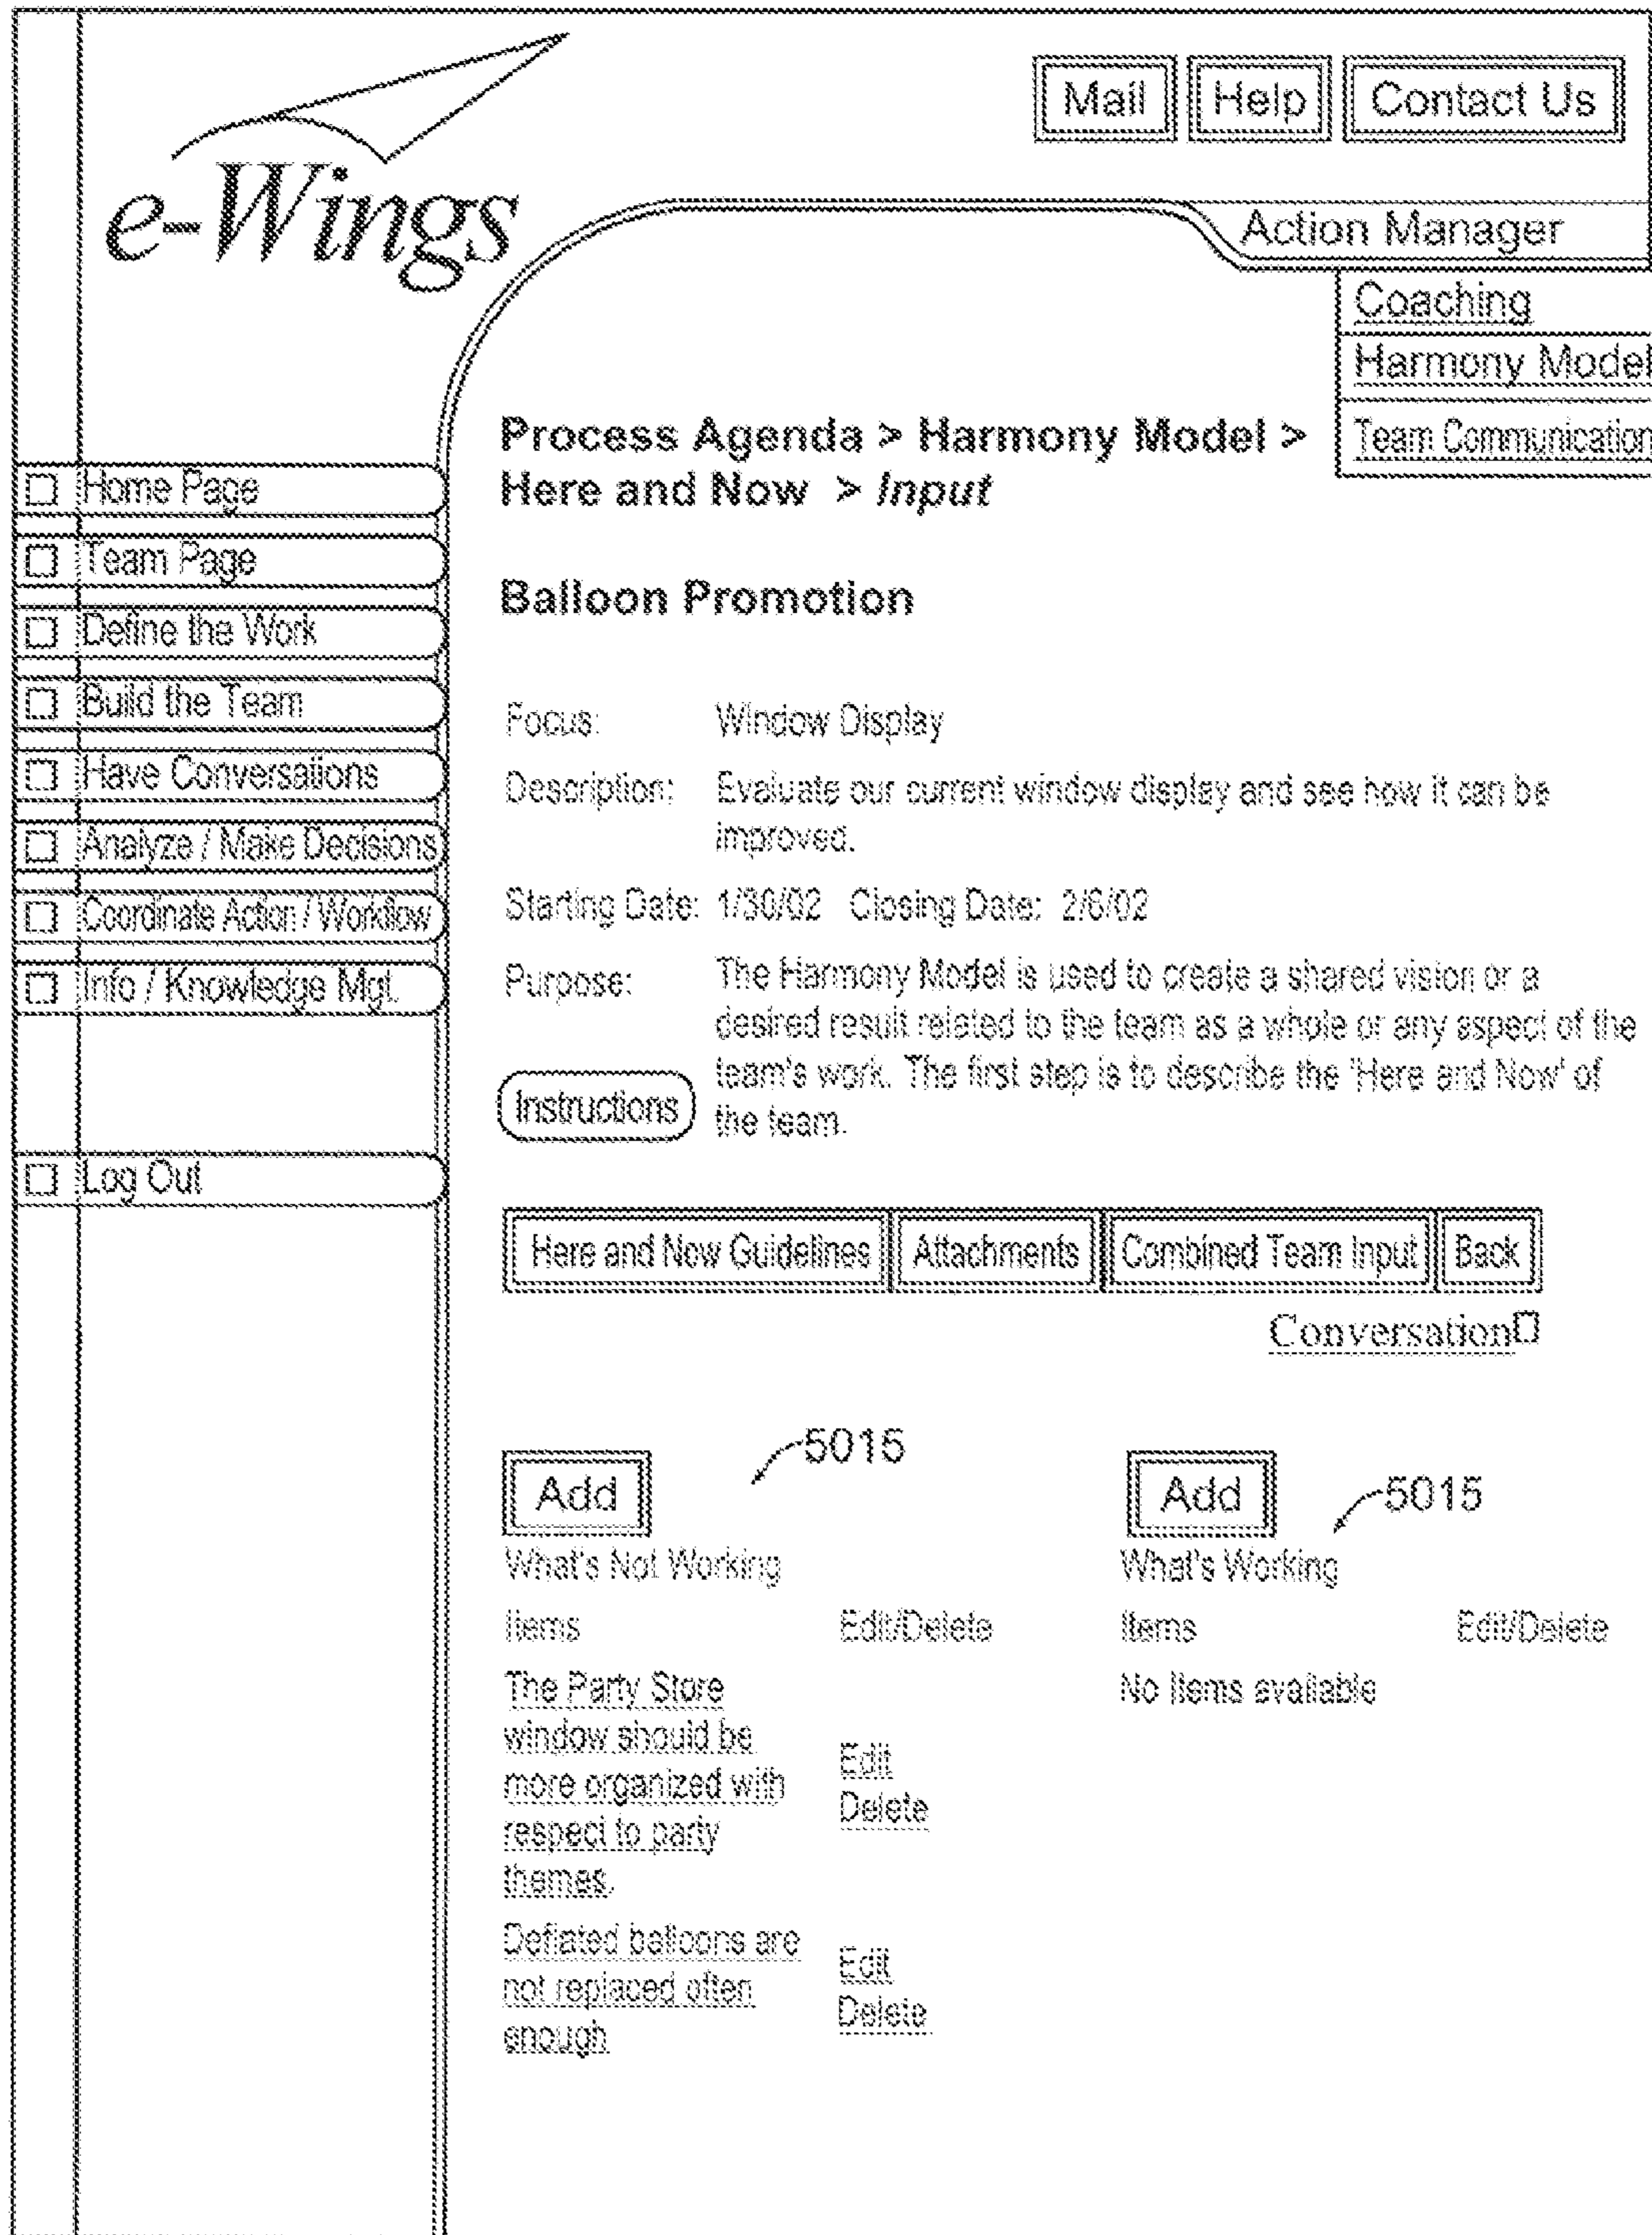 e-Wings
Mail Help Contact Us
Action Manager
Coaching
Harmony Model
Team Communication
Home Page
Team Page
Define the Work
Build the Team
Have Conversations
Analyze / Make Decisions
Coordinate Action / Workflow
Info / Knowledge Mgt.
Log Out
Process Agenda > Harmony Model >
Here and Now > Input
Balloon Promotion
Focus: Window Display
Description: Evaluate our current window display and see how it can be
improved.
Starting Date: 1/30/02 Closing Date: 2/6/02
Purpose: The Harmony Model is used to create a shared vision or a
desired result related to the team as a whole or any aspect of the
team's work. The first step is to describe the 'Here and Now' of
the team.
Instructions
Here and Now Guidelines Attachments Combined Team Input Back
Conversation
Add 5015
What's Not Working
Items Edit/Delete
The Party Store
window should be
more organized with
respect to party
themes.
Edit
Delete
Deflated balloons are
not replaced often
enough
Edit
Delete
Add 5015
What's Working
Items Edit/Delete
No items available